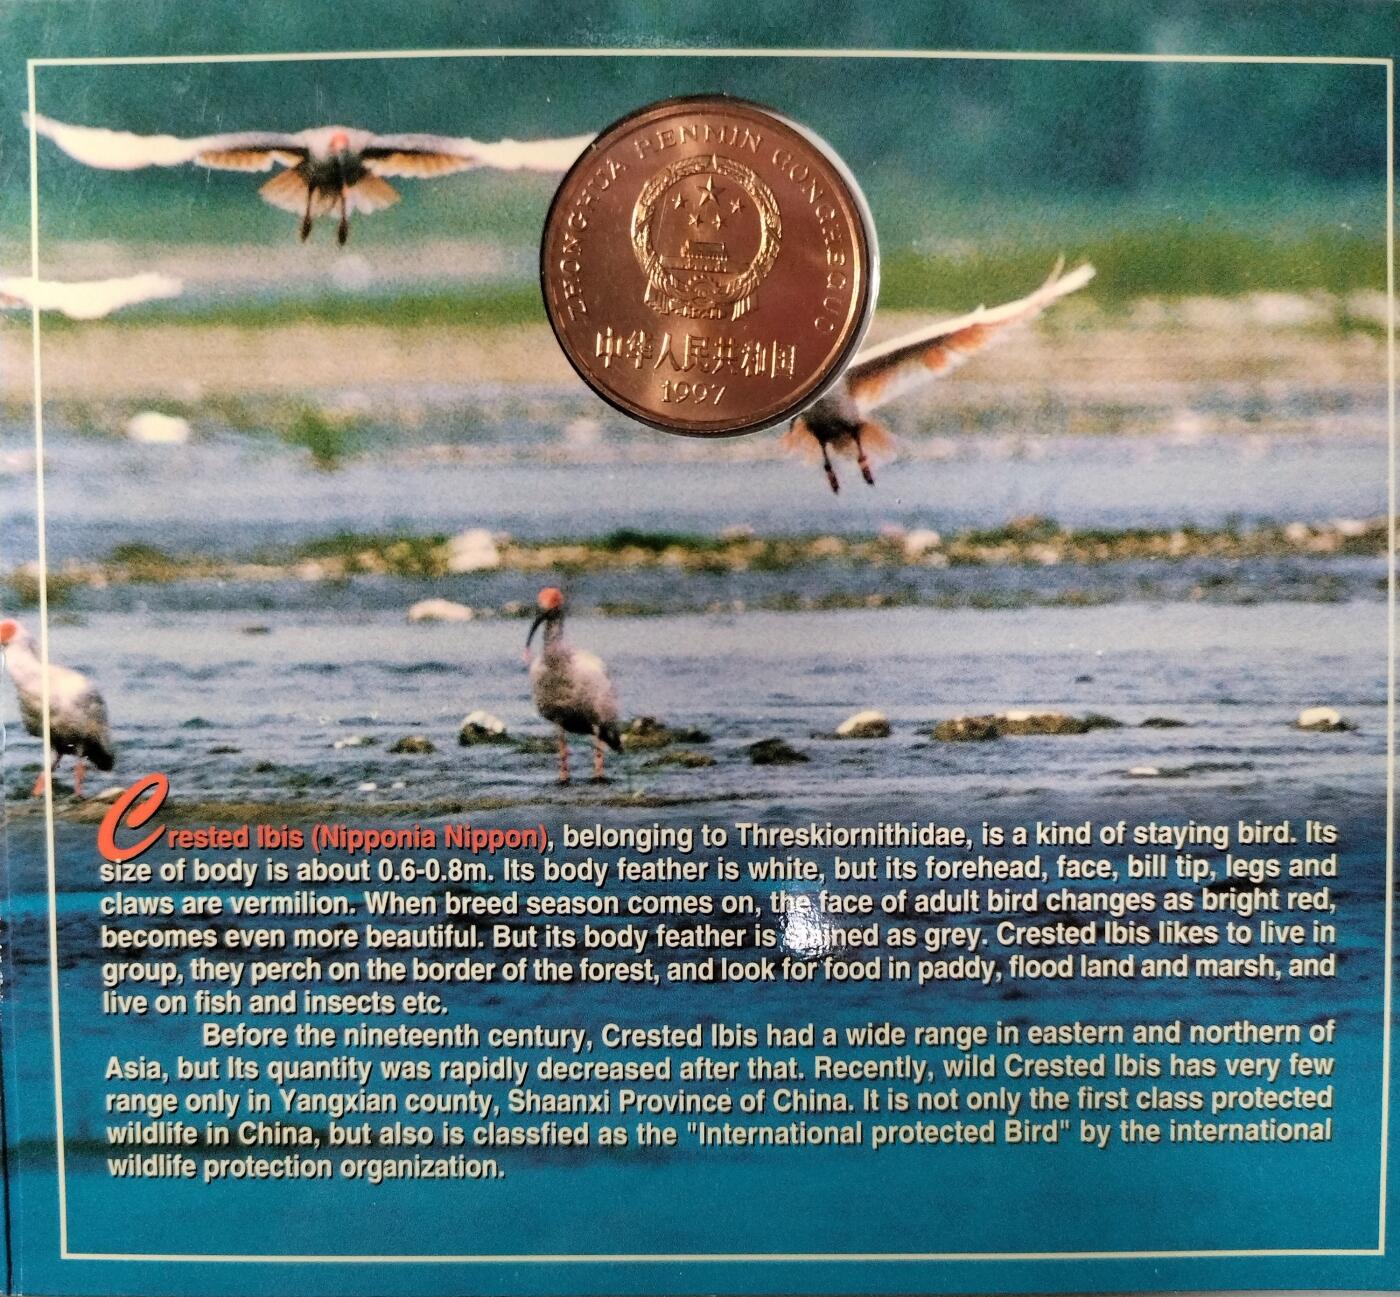 ZHONGHUA RENMIN GONGHEGUO
中华人民共和国
1997
Crested Ibis (Nipponia Nippon), belonging to Threskiornithidae, is a kind of staying bird. Its
size of body is about 0.6-0.8m. Its body feather is white, but its forehead, face, bill tip, legs and
claws are vermilion. When breed season comes on, the face of adult bird changes as bright red,
becomes even more beautiful. But its body feather is as grey. Crested Ibis likes to live in
group, they perch on the border of the forest, and look for food in paddy, flood land and marsh, and
live on fish and insects etc.
Before the nineteenth century, Crested Ibis had a wide range in eastern and northern of
Asia, but Its quantity was rapidly decreased after that. Recently, wild Crested Ibis has very few
range only in Yangxian county, Shaanxi Province of China. It is not only the first class protected
wildlife in China, but also is classfied as the "International protected Bird" by the international
wildlife protection organization.